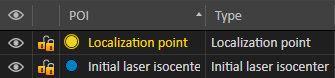 POI Type
Localization point Localization point
Initial laser isocente Initial laser isocenter